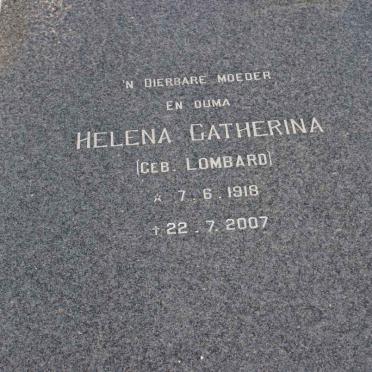 'N DIERBARE MOEDER
EN OUMA
HELENA CATHERINA
(GEB. LOMBARD)
☆ 7.6.1918
† 22.7.2007